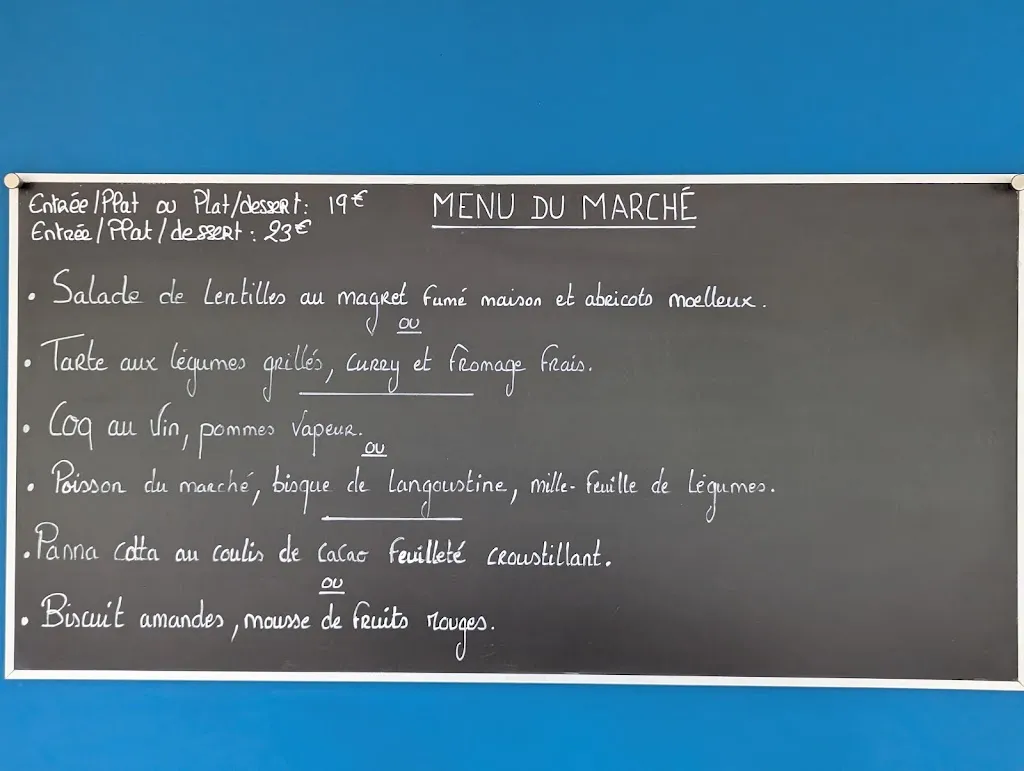 Entrée/Plat ou Plat/dessert: 19€
MENU DU MARCHÉ
Entrée/Plat/dessert: 23€
• Salade de lentilles au magret fumé maison et abricots moelleux.
ou
• Tarte aux légumes grillés, curry et fromage frais.
• Coq au vin, pommes vapeur.
ou
• Poisson du marché, bisque de langoustine, mille-feuille de légumes.
• Panna cotta au coulis de cacao feuilleté croustillant.
ou
• Biscuit amandes, mousse de fruits rouges.